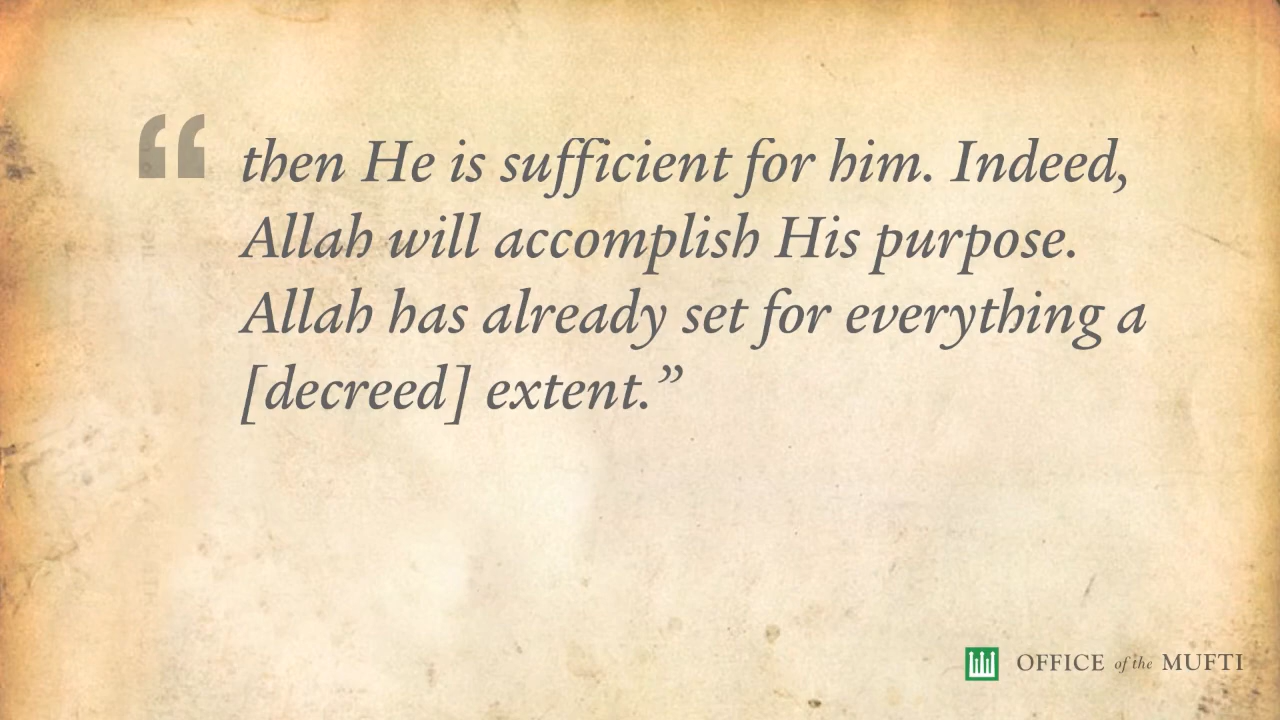 “ then He is sufficient for him. Indeed,
Allah will accomplish His purpose.
Allah has already set for everything a
[decreed] extent.”
OFFICE of the MUFTI